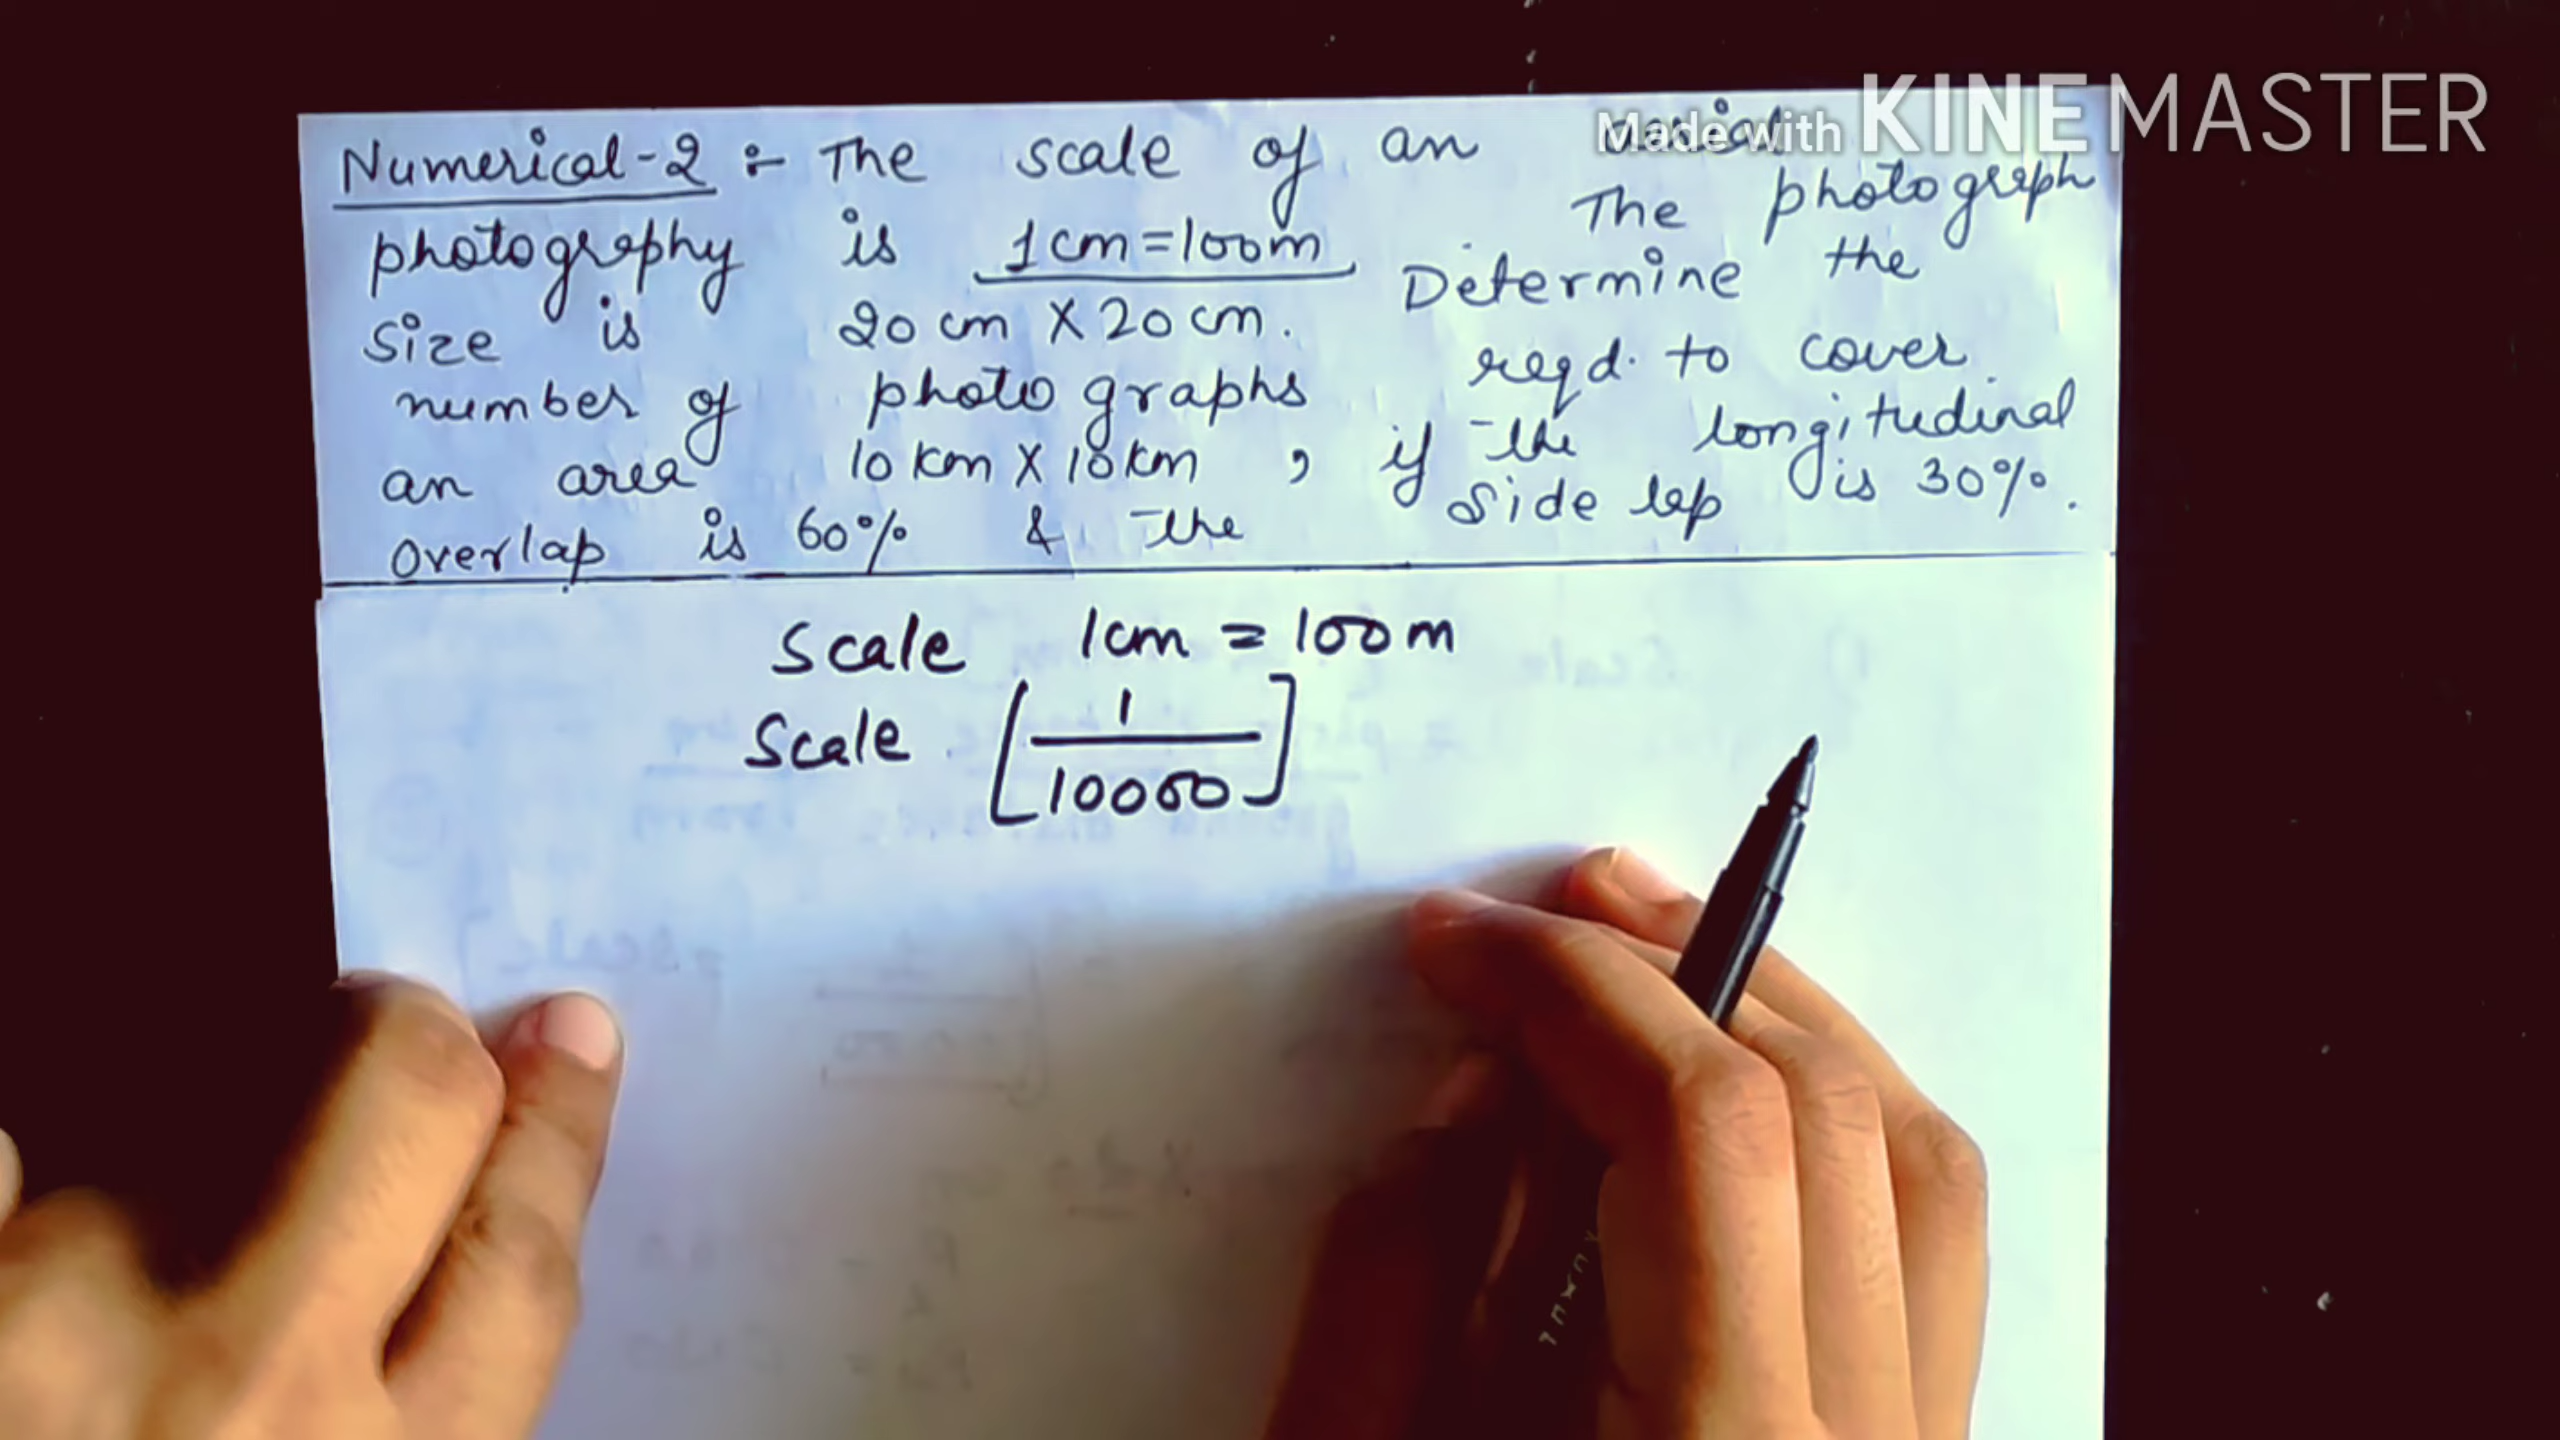 Made with KINEMASTER
Numerical-2 :- The scale of an aerial
photography is 1cm=100m The photograph
size is 20 cm X 20 cm. Determine the
number of photographs reqd. to cover
an area 10 km X 10 km , if the longitudinal
overlap is 60% & the side lap is 30%.
Scale 1cm = 100 m
Scale [1/10000]